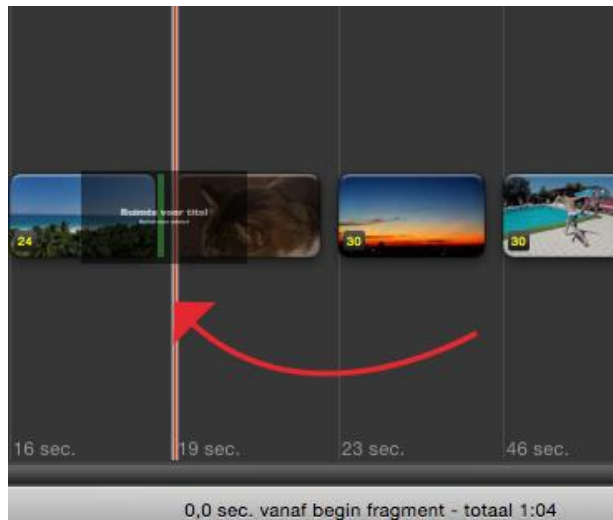 Ruimte voor titel
24
30
30
16 sec.
19 sec.
23 sec.
46 sec.
0,0 sec. vanaf begin fragment - totaal 1:04